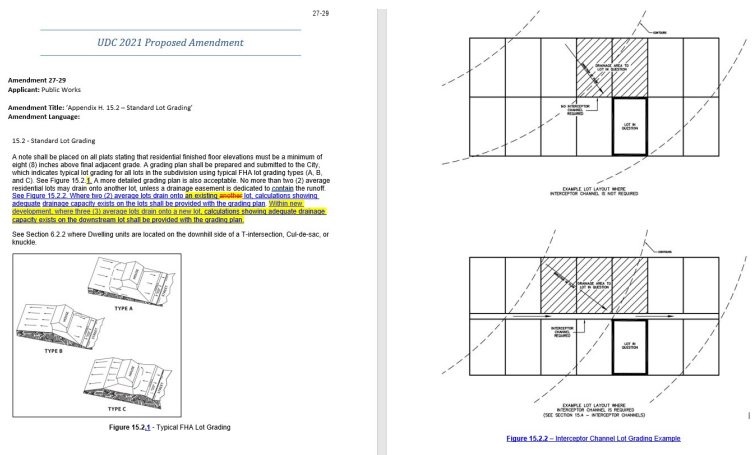 27-29
UDC 2021 Proposed Amendment
Amendment 27-29
Applicant: Public Works
Amendment Title: 'Appendix H. 15.2 – Standard Lot Grading'
Amendment Language:
15.2 - Standard Lot Grading
A note shall be placed on all plats stating that residential finished floor elevations must be a minimum of
eight (8) inches above final adjacent grade. A grading plan shall be prepared and submitted to the City,
which indicates typical lot grading for all lots in the subdivision using typical FHA lot grading types (A, B,
and C). See Figure 15.2.1. A more detailed grading plan is also acceptable. No more than two (2) average
residential lots may drain onto another lot, unless a drainage easement is dedicated to contain the runoff.
See Figure 15.2.2. Where two (2) average lots drain onto an existing another lot, calculations showing
adequate drainage capacity exists on the lots shall be provided with the grading plan. Within new
development, where three (3) average lots drain onto a new lot, calculations showing adequate drainage
capacity exists on the downstream lot shall be provided with the grading plan.
See Section 6.2.2 where Dwelling units are located on the downhill side of a T-intersection, Cul-de-sac, or
knuckle.
TYPE A
TYPE B
TYPE C
Figure 15.2.1 - Typical FHA Lot Grading
CONTOURS
DRAINAGE AREA TO
LOT IN QUESTION
NO INTERCEPTOR
CHANNEL
REQUIRED
LOT IN
QUESTION
EXAMPLE LOT LAYOUT WHERE
INTERCEPTOR CHANNEL IS NOT REQUIRED
CONTOURS
DRAINAGE AREA TO
LOT IN QUESTION
INTERCEPTOR
CHANNEL
REQUIRED
LOT IN
QUESTION
EXAMPLE LOT LAYOUT WHERE
INTERCEPTOR CHANNEL IS REQUIRED
(SEE SECTION 15.4 – INTERCEPTOR CHANNELS)
Figure 15.2.2 – Interceptor Channel Lot Grading Example